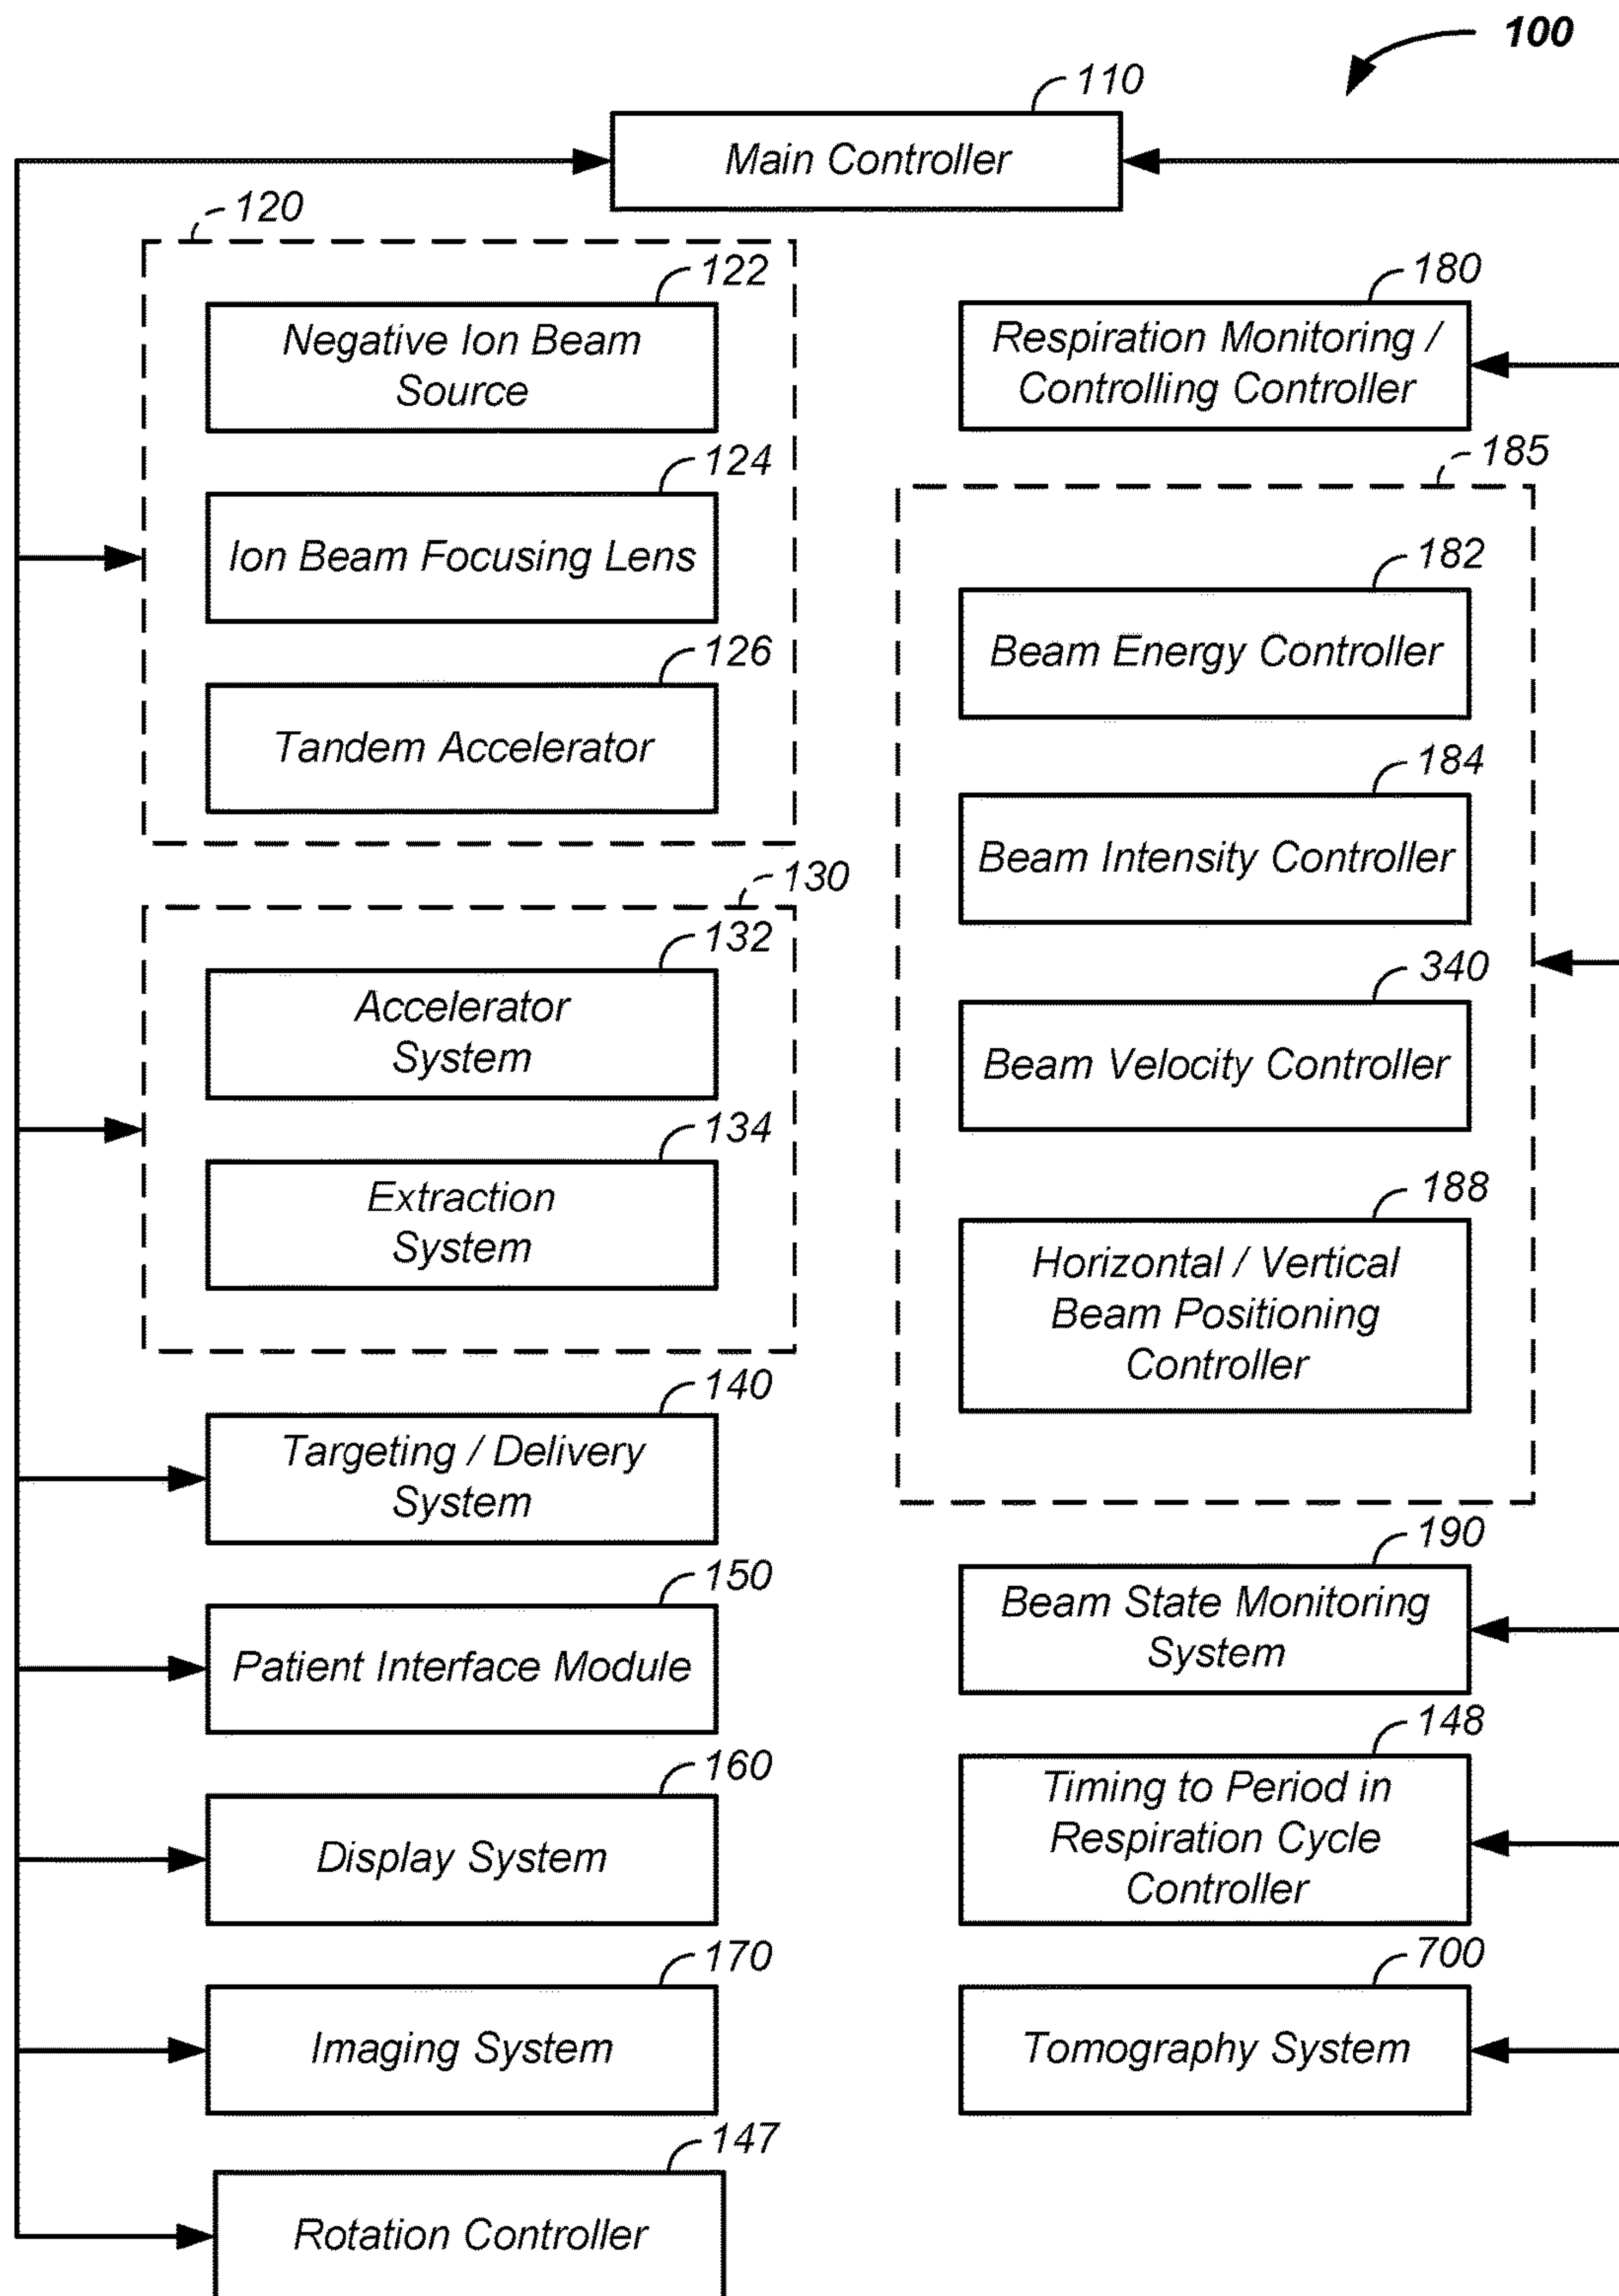 100
110
Main Controller
120
122
Negative Ion Beam
Source
124
Ion Beam Focusing Lens
126
Tandem Accelerator
130
132
Accelerator
System
134
Extraction
System
140
Targeting / Delivery
System
150
Patient Interface Module
160
Display System
170
Imaging System
147
Rotation Controller
180
Respiration Monitoring /
Controlling Controller
185
182
Beam Energy Controller
184
Beam Intensity Controller
340
Beam Velocity Controller
188
Horizontal / Vertical
Beam Positioning
Controller
190
Beam State Monitoring
System
148
Timing to Period in
Respiration Cycle
Controller
700
Tomography System